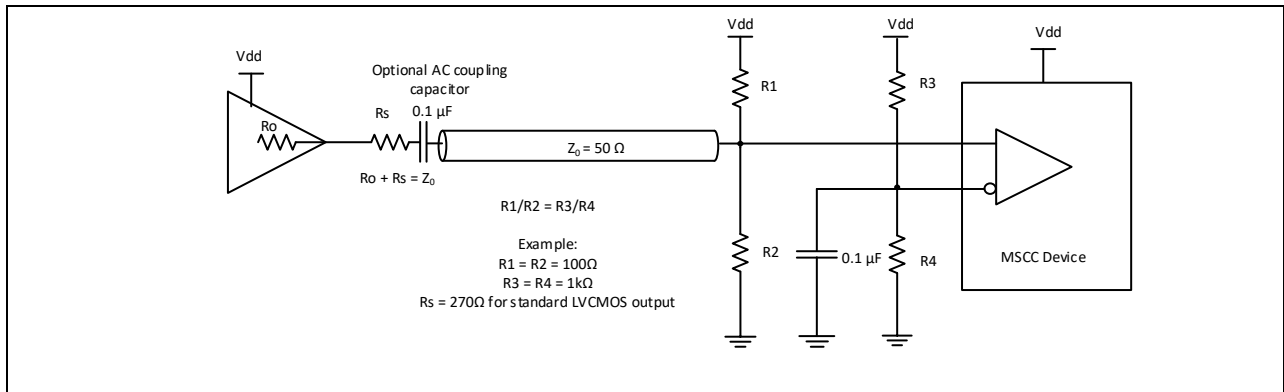 Vdd
Ro
Rs
Optional AC coupling
capacitor
0.1 µF
Ro + Rs = Z₀
Z₀ = 50 Ω
R1/R2 = R3/R4
Example:
R1 = R2 = 100Ω
R3 = R4 = 1kΩ
Rs = 270Ω for standard LVCMOS output
Vdd
R1
R2
0.1 µF
Vdd
R3
R4
Vdd
MSCC Device